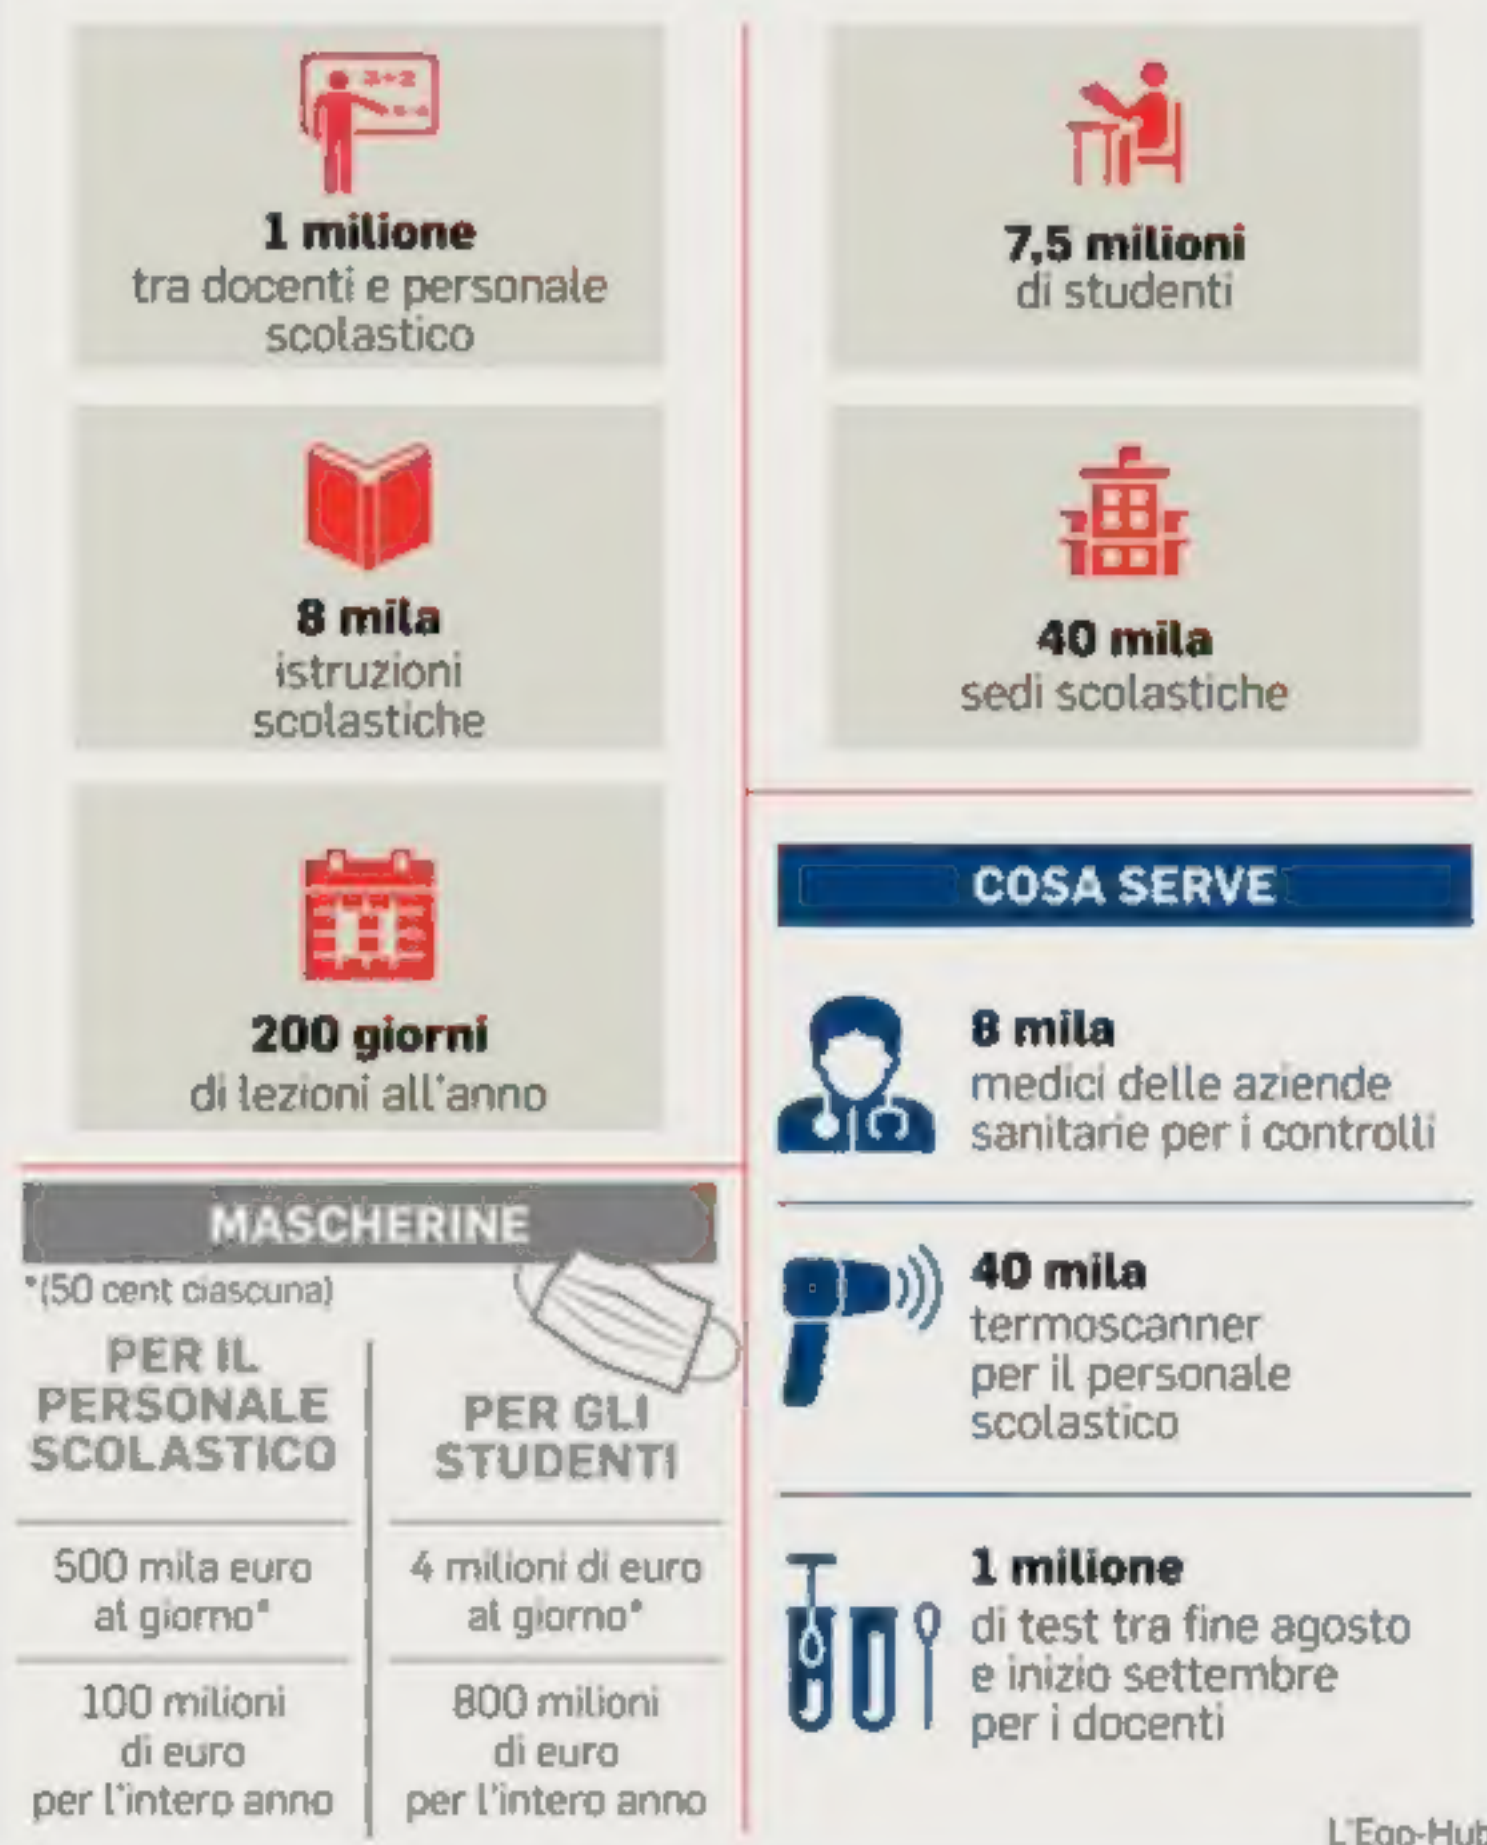 3+2
1 milione
tra docenti e personale
scolastico
7,5 milioni
di studenti
8 mila
istruzioni
scolastiche
40 mila
sedi scolastiche
200 giorni
di lezioni all'anno
MASCHERINE
*(50 cent ciascuna)
PER IL
PERSONALE
SCOLASTICO
500 mila euro
al giorno*
100 milioni
di euro
per l'intero anno
PER GLI
STUDENTI
4 milioni di euro
al giorno*
800 milioni
di euro
per l'intero anno
COSA SERVE
8 mila
medici delle aziende
sanitarie per i controlli
40 mila
termoscanner
per il personale
scolastico
1 milione
di test tra fine agosto
e inizio settembre
per i docenti
L'Ego-Hub